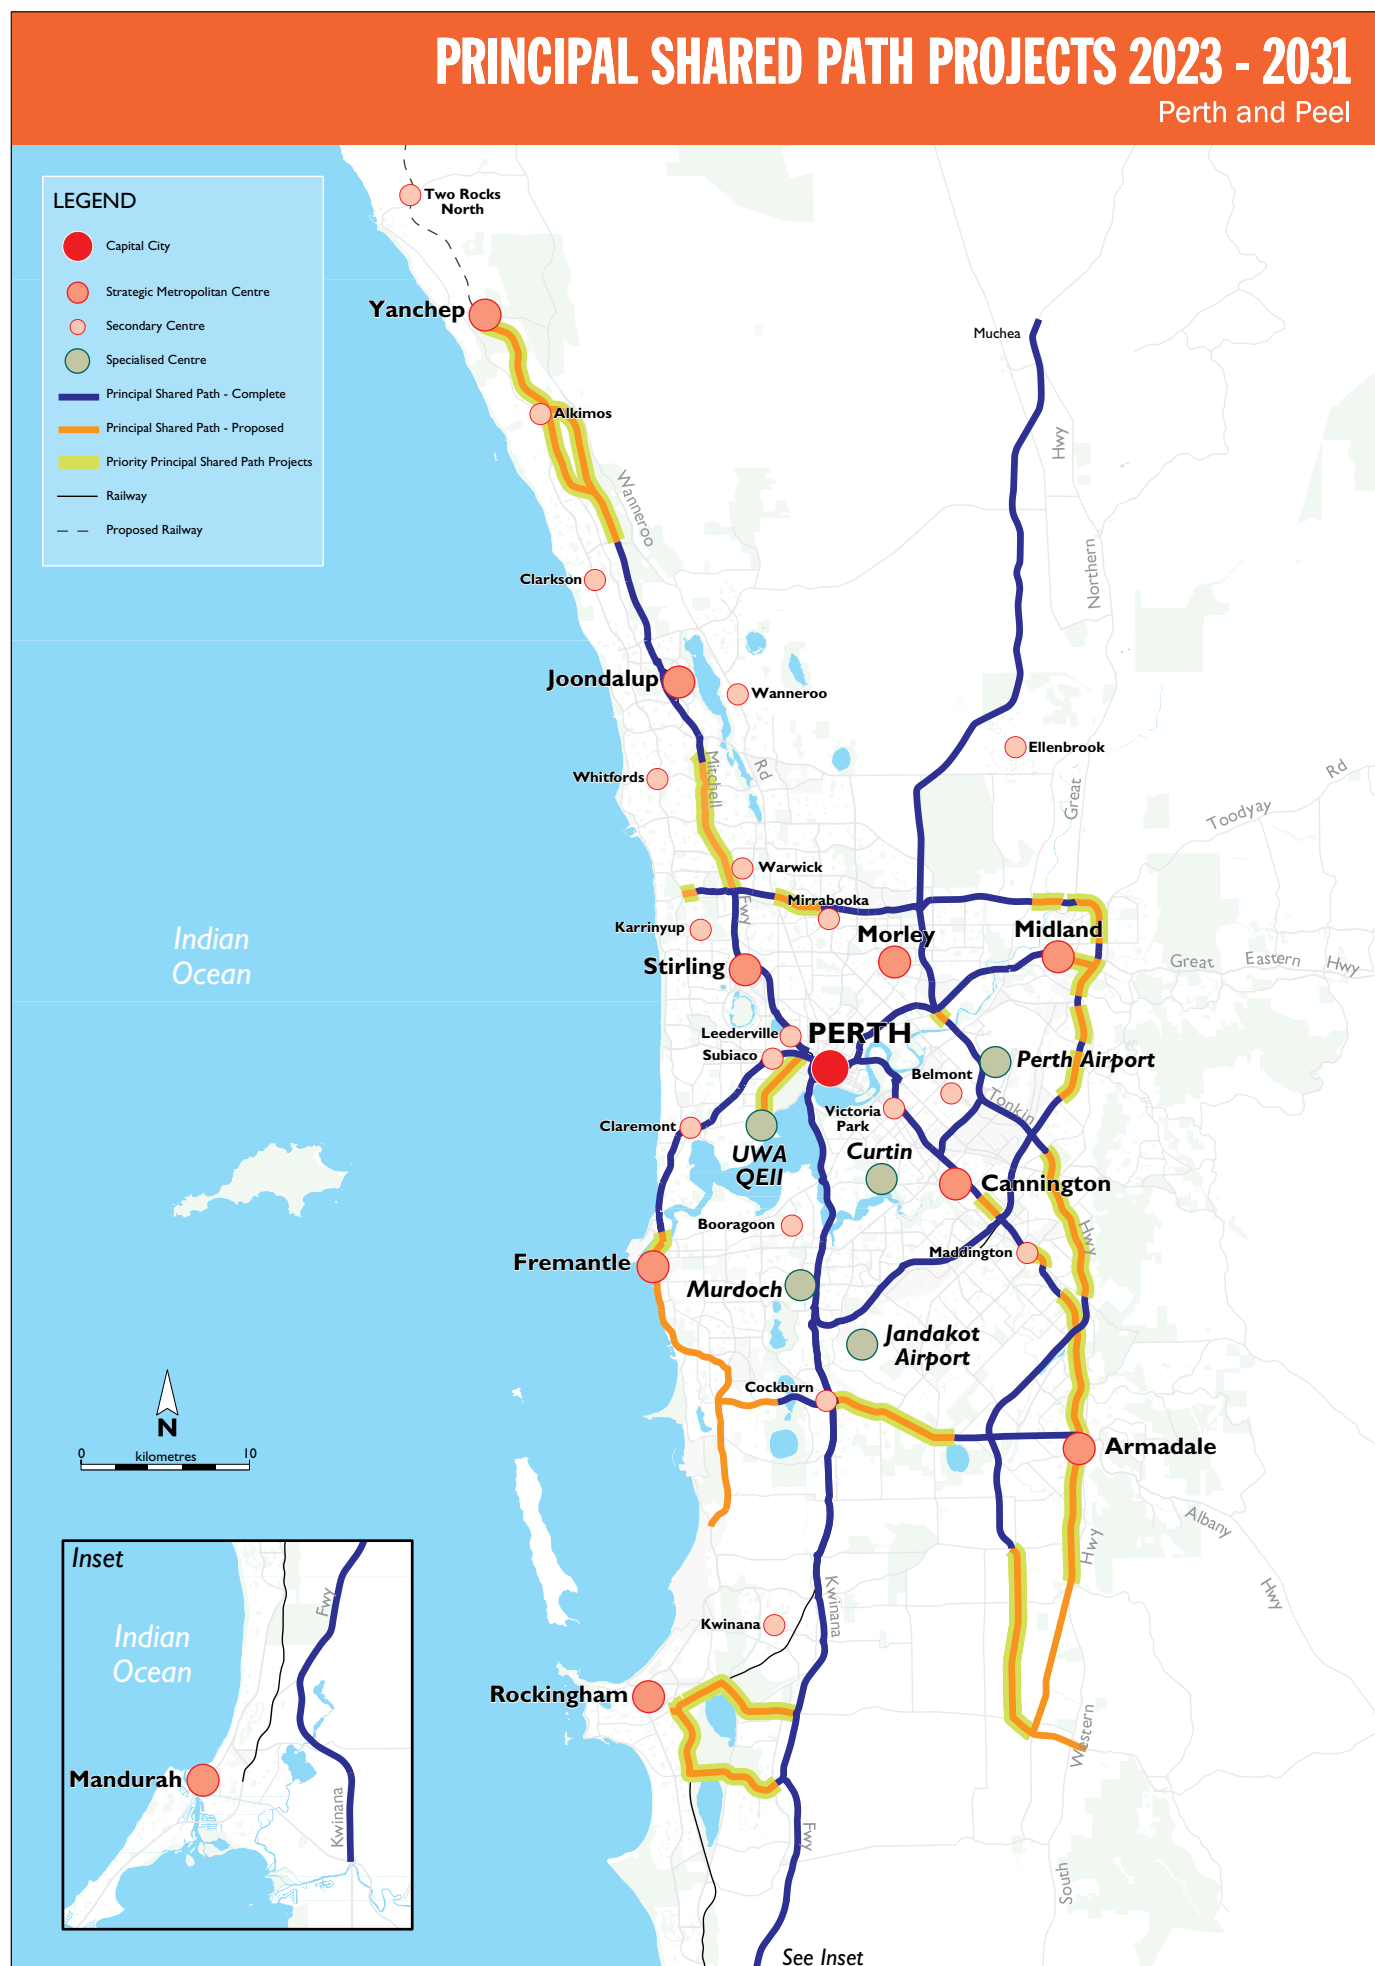 PRINCIPAL SHARED PATH PROJECTS 2023 - 2031
Perth and Peel
LEGEND
Capital City
Strategic Metropolitan Centre
Secondary Centre
Specialised Centre
Principal Shared Path - Complete
Principal Shared Path - Proposed
Priority Principal Shared Path Projects
Railway
Proposed Railway
Two Rocks
North
Yanchep
Muchea
Alkimos
Hwy
Wanneroo
Northern
Clarkson
Joondalup
Wanneroo
Ellenbrook
Whitfords
Mitchell
Rd
Great
Rd
Toodyay
Warwick
Mirrabooka
Fwy
Karrinyup
Morley
Midland
Indian
Ocean
Stirling
Great
Eastern
Hwy
Leederville
PERTH
Subiaco
Perth Airport
Belmont
Tonkin
Victoria
Park
Claremont
UWA
QEII
Curtin
Cannington
Booragoon
Hwy
Maddington
Fremantle
Murdoch
Jandakot
Airport
Cockburn
N
0
kilometres
10
Armadale
Albany
Hwy
Hwy
Inset
Fwy
Indian
Ocean
Kwinana
Mandurah
Kwinana
Kwinana
Rockingham
Western
Fwy
South
See Inset